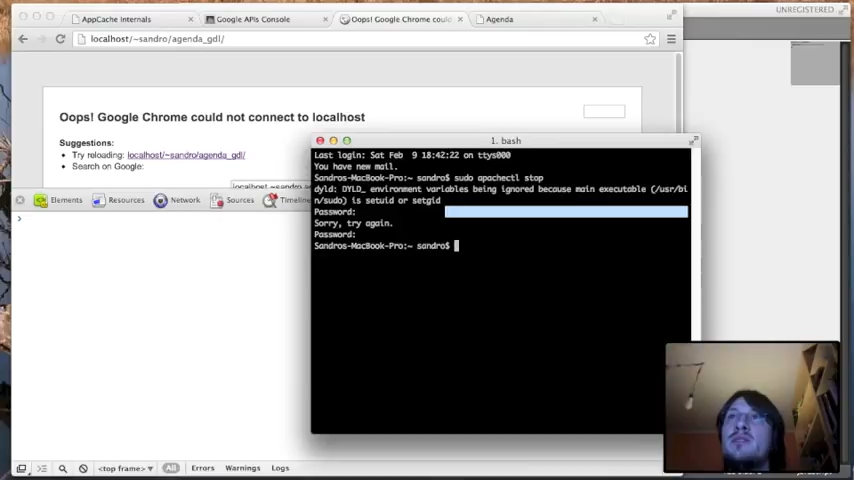 UNREGISTERED
AppCache Internals
Google APIs Console
Oops! Google Chrome could
Agenda
localhost/~sandro/agenda_gdl/
Oops! Google Chrome could not connect to localhost
Suggestions:
Try reloading: localhost/~sandro/agenda_gdl/
Search on Google:
Elements
Resources
Network
Sources
Timeline
1. bash
Last login: Sat Feb 9 18:42:22 on ttys000
You have new mail.
Sandros-MacBook-Pro:~ sandro$ sudo apachectl stop
dyld: DYLD_ environment variables being ignored because main executable (/usr/bi
n/sudo) is setuid or setgid
Password:
Sorry, try again.
Password:
Sandros-MacBook-Pro:~ sandro$
<top frame>
All
Errors
Warnings
Logs